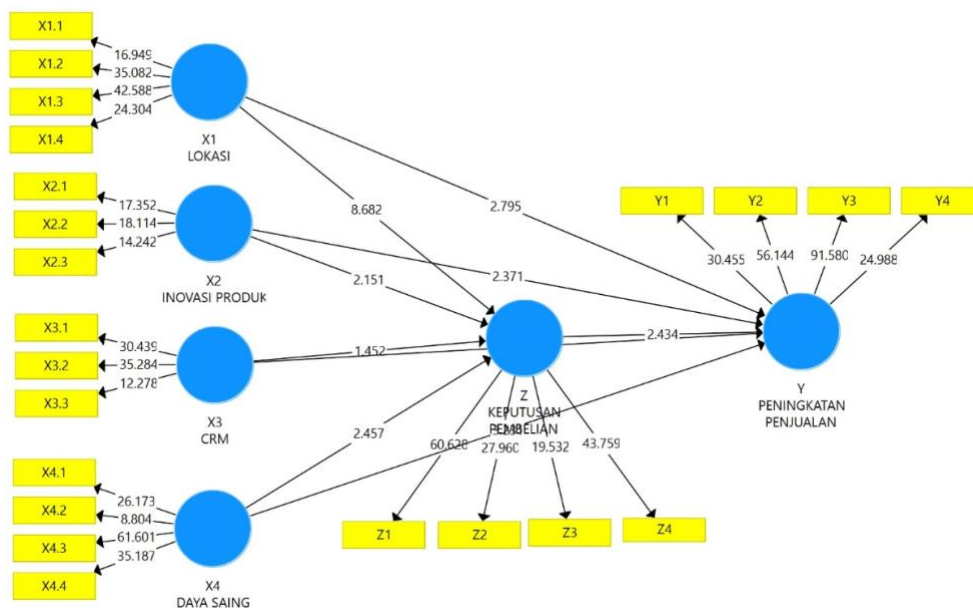 X1.1
16.949
X1.2
35.082
X1.3
42.588
X1.4
24.304
X1
LOKASI
X2.1
17.352
X2.2
18.114
X2.3
14.242
X2
INOVASI PRODUK
X3.1
30.439
X3.2
35.284
X3.3
12.278
X3
CRM
X4.1
26.173
X4.2
8.804
X4.3
61.601
X4.4
35.187
X4
DAYA SAING
8.682
2.795
2.151
2.371
1.452
2.434
2.457
Z
KEPUTUSAN
PEMBELIAN
60.628
27.960
19.532
43.759
Z1
Z2
Z3
Z4
Y1
Y2
Y3
Y4
30.455
56.144
91.580
24.988
Y
PENINGKATAN
PENJUALAN